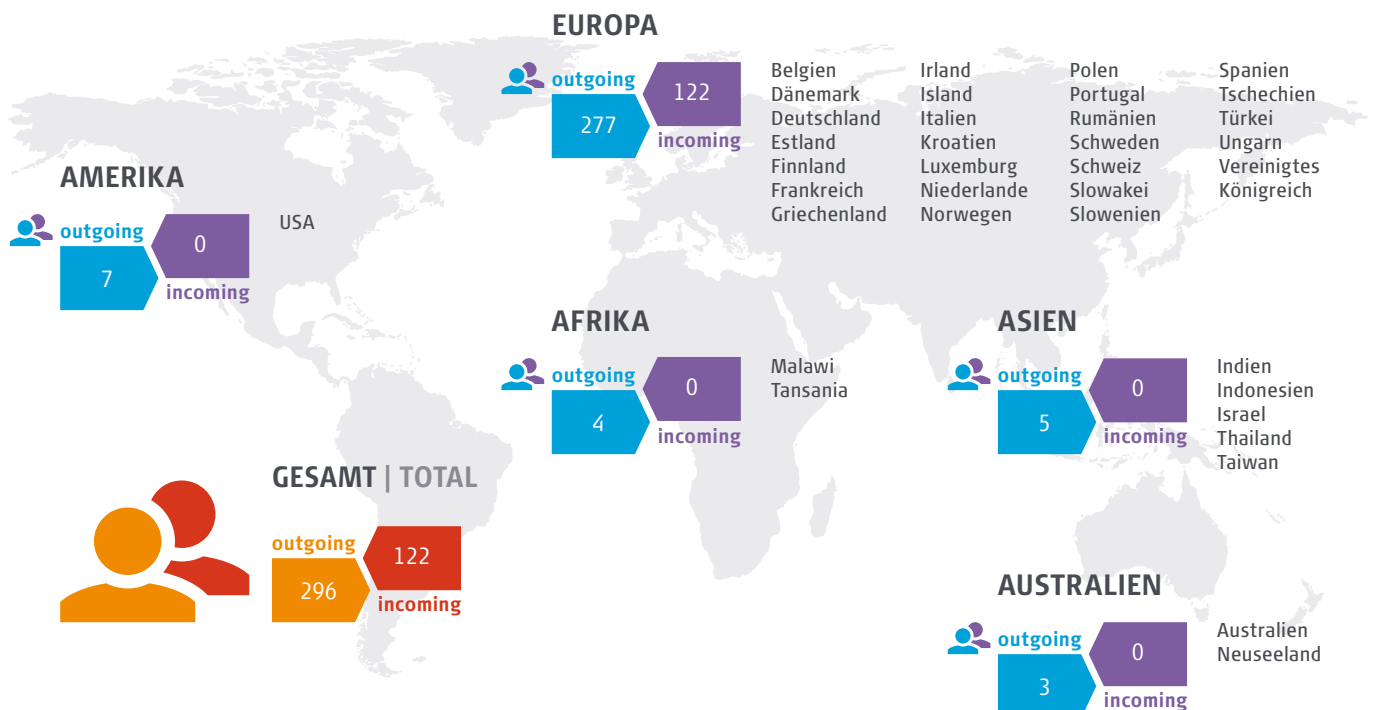 EUROPA
outgoing
122
277
incoming
Belgien
Dänemark
Deutschland
Estland
Finnland
Frankreich
Griechenland
Irland
Island
Italien
Kroatien
Luxemburg
Niederlande
Norwegen
Polen
Portugal
Rumänien
Schweden
Schweiz
Slowakei
Slowenien
Spanien
Tschechien
Türkei
Ungarn
Vereinigtes
Königreich
AMERIKA
outgoing
0
7
incoming
USA
AFRIKA
outgoing
0
4
incoming
Malawi
Tansania
ASIEN
outgoing
0
5
incoming
Indien
Indonesien
Israel
Thailand
Taiwan
GESAMT | TOTAL
outgoing
122
296
incoming
AUSTRALIEN
outgoing
0
3
incoming
Australien
Neuseeland